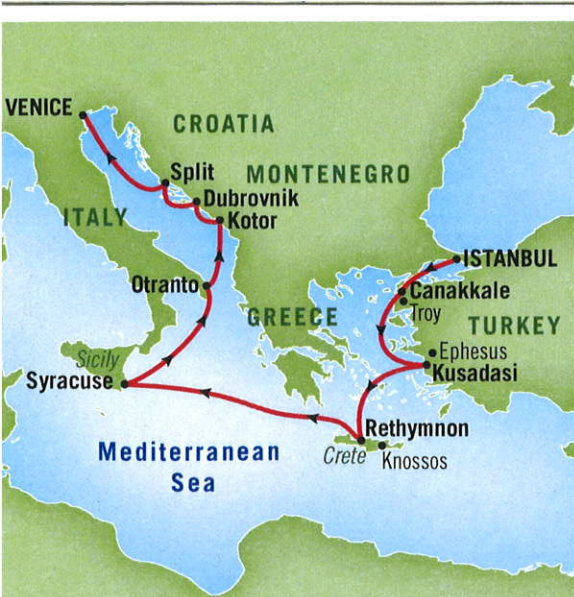 VENICE
CROATIA
Split
MONTENEGRO
Dubrovnik
ITALY
Kotor
ISTANBUL
Otranto
Canakkale
Troy
GREECE
TURKEY
Ephesus
Sicily
Kusadasi
Syracuse
Rethymnon
Mediterranean
Sea
Crete
Knossos